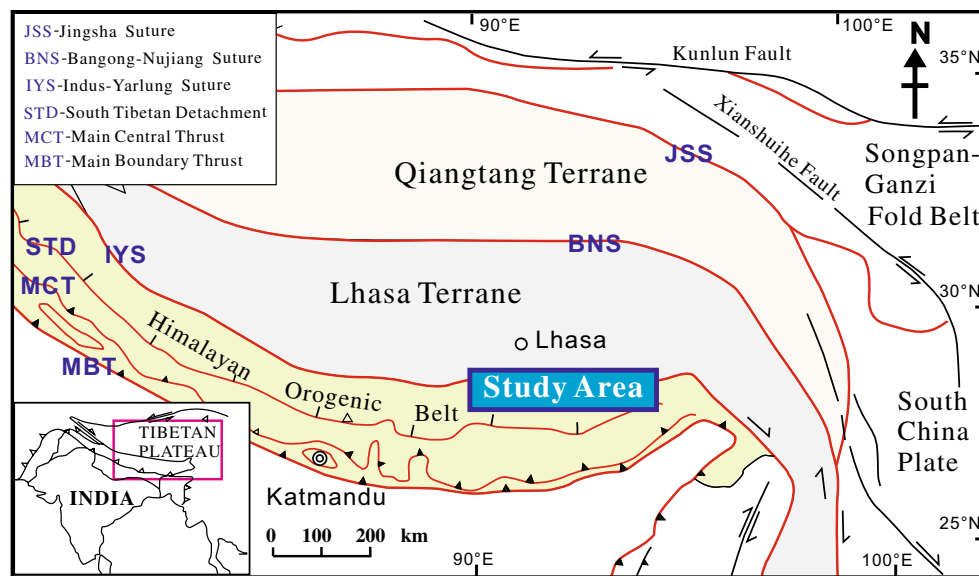 90°E
100°E
JSS-Jingsha Suture
BNS-Bangong-Nujiang Suture
IYS-Indus-Yarlung Suture
STD-South Tibetan Detachment
MCT-Main Central Thrust
MBT-Main Boundary Thrust
Kunlun Fault
N
35°N
Xianshuihe Fault
JSS
Songpan-
Ganzi
Fold Belt
Qiangtang Terrane
STD
IYS
BNS
MCT
Lhasa Terrane
30°N
Lhasa
MBT
Himalayan
Orogenic
Belt
Study Area
South
China
Plate
TIBETAN
PLATEAU
INDIA
Katmandu
0 100 200 km
25°N
90°E
100°E